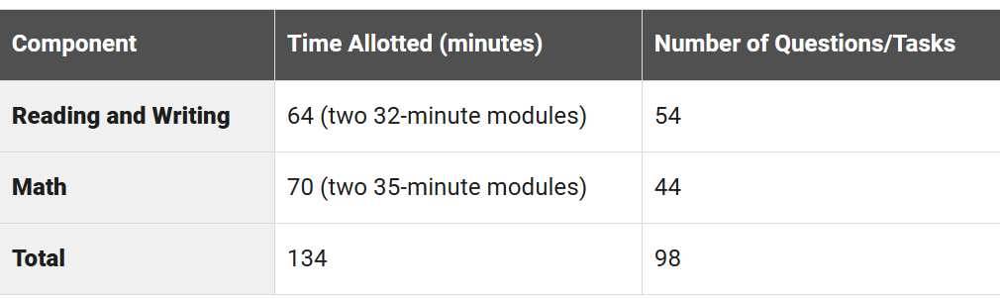 Component Time Allotted (minutes) Number of Questions/Tasks
Reading and Writing 64 (two 32-minute modules) 54
Math 70 (two 35-minute modules) 44
Total 134 98